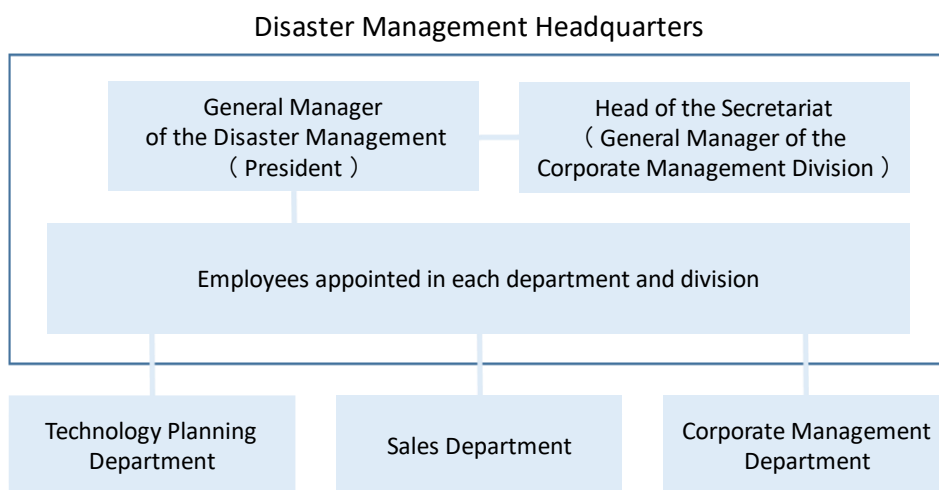 Disaster Management Headquarters
General Manager
of the Disaster Management
（ President ）
Head of the Secretariat
（ General Manager of the
Corporate Management Division ）
Employees appointed in each department and division
Technology Planning
Department
Sales Department
Corporate Management
Department